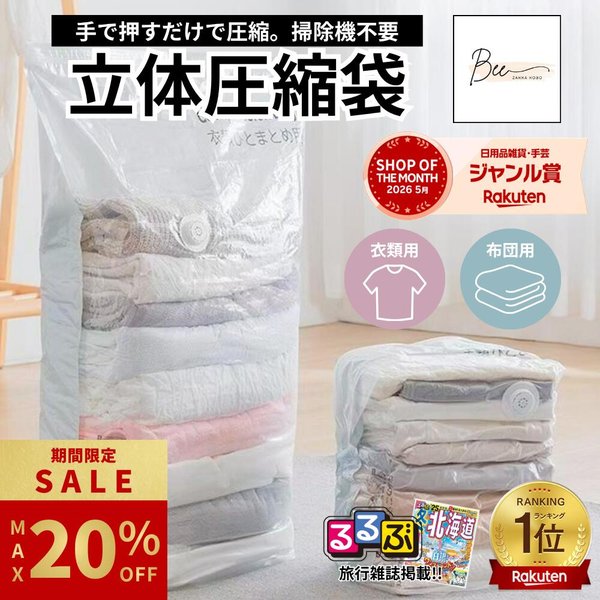 手で押すだけで圧縮。掃除機不要
立体圧縮袋
Bee
ZAKKA HOBO
SHOP OF
THE MONTH
2026 5月
日用品雑貨・手芸
ジャンル賞
Rakuten
衣類用
布団用
期間限定
SALE
MAX
20%
OFF
るるぶ
北海道
旅行雑誌掲載!!
RANKING
ランキング
1位
Rakuten